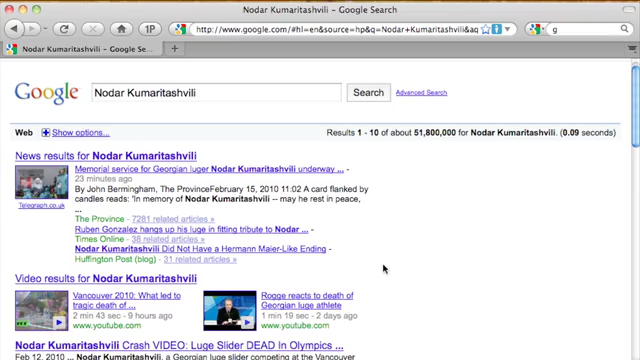 Nodar Kumaritashvili - Google Search
1P
http://www.google.com/#hl=en&source=hp&q=Nodar+Kumaritashvili&aq
g
Nodar Kumaritashvili - Google Se...
Google
Nodar Kumaritashvili
Search
Advanced Search
Web
Show options...
Results 1 - 10 of about 51,800,000 for Nodar Kumaritashvili. (0.09 seconds)
News results for Nodar Kumaritashvili
Memorial service for Georgian luger Nodar Kumaritashvili underway ... -
23 minutes ago
By John Bermingham, The ProvinceFebruary 15, 2010 11:02 A card flanked by
candles reads: "In memory of Nodar Kumaritashvili -- may he rest in peace,
...
Telegraph.co.uk
The Province - 7281 related articles »
Ruben Gonzalez hangs up his luge in fitting tribute to Nodar ... -
Times Online - 38 related articles »
Nodar Kumaritashvili Did Not Have a Hermann Maier-Like Ending -
Huffington Post (blog) - 31 related articles »
Video results for Nodar Kumaritashvili
Vancouver 2010: What led to
tragic death of ...
2 min 43 sec - 9 hours ago
www.youtube.com
Rogge reacts to death of
Georgian luge athlete
1 min 19 sec - 2 days ago
www.youtube.com
Nodar Kumaritashvili Crash VIDEO: Luge Slider DEAD In Olympics ...
Feb 12, 2010 ... Nodar Kumaritashvili, a Georgian luge slider competing at the Vancouver